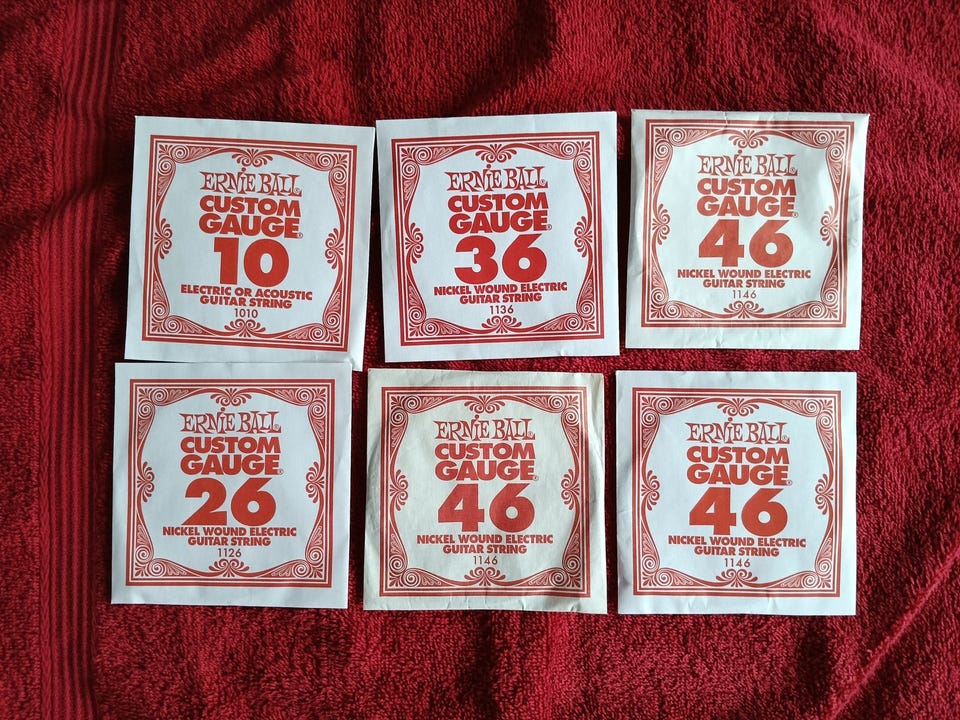 ERNIE BALL
CUSTOM
GAUGE®
10
ELECTRIC OR ACOUSTIC
GUITAR STRING
1010
ERNIE BALL
CUSTOM
GAUGE®
36
NICKEL WOUND ELECTRIC
GUITAR STRING
1136
ERNIE BALL
CUSTOM
GAUGE®
46
NICKEL WOUND ELECTRIC
GUITAR STRING
1146
ERNIE BALL
CUSTOM
GAUGE®
26
NICKEL WOUND ELECTRIC
GUITAR STRING
1126
ERNIE BALL
CUSTOM
GAUGE®
46
NICKEL WOUND ELECTRIC
GUITAR STRING
1146
ERNIE BALL
CUSTOM
GAUGE®
46
NICKEL WOUND ELECTRIC
GUITAR STRING
1146